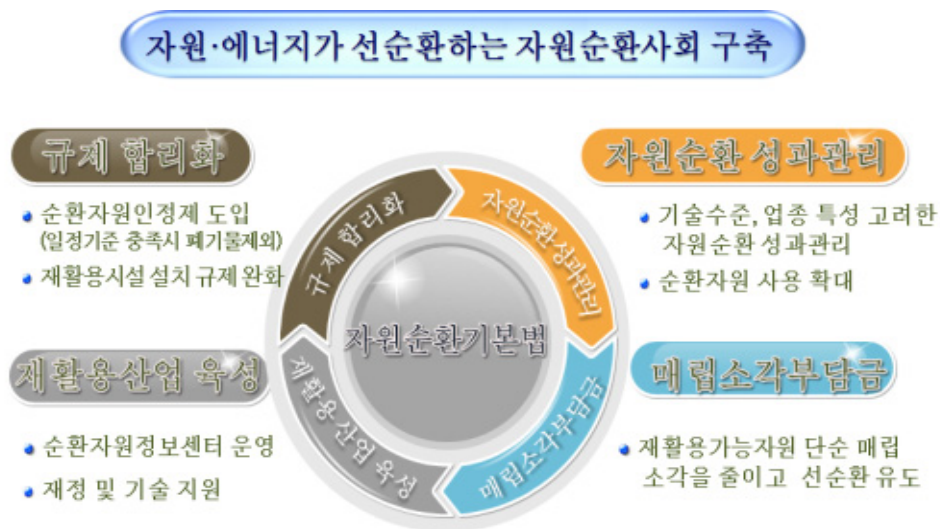 자원·에너지가 선순환하는 자원순환사회 구축
규제 합리화
• 순환자원인정제 도입
(일정기준 충족시 폐기물제외)
• 재활용시설 설치 규제 완화
자원순환 성과관리
• 기술수준, 업종 특성 고려한
자원순환 성과관리
• 순환자원 사용 확대
규제 합리화
자원순환 성과관리
자원순환기본법
재활용산업 육성
매립소각부담금
재활용산업 육성
• 순환자원정보센터 운영
• 재정 및 기술 지원
매립소각부담금
• 재활용가능자원 단순 매립
소각을 줄이고 선순환 유도